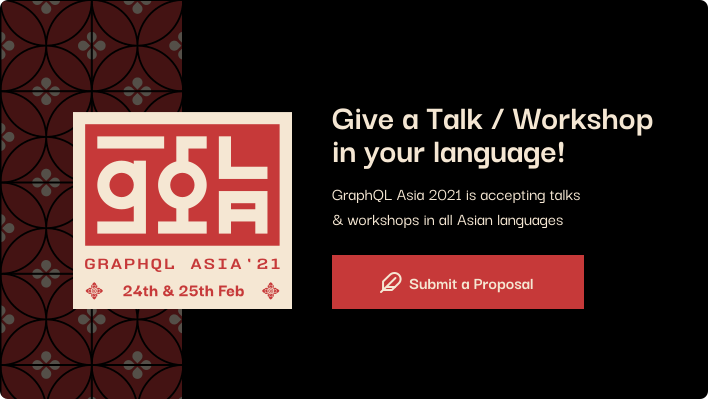 gqLA
GRAPHQL ASIA'21
24th & 25th Feb
Give a Talk / Workshop
in your language!
GraphQL Asia 2021 is accepting talks
& workshops in all Asian languages
Submit a Proposal